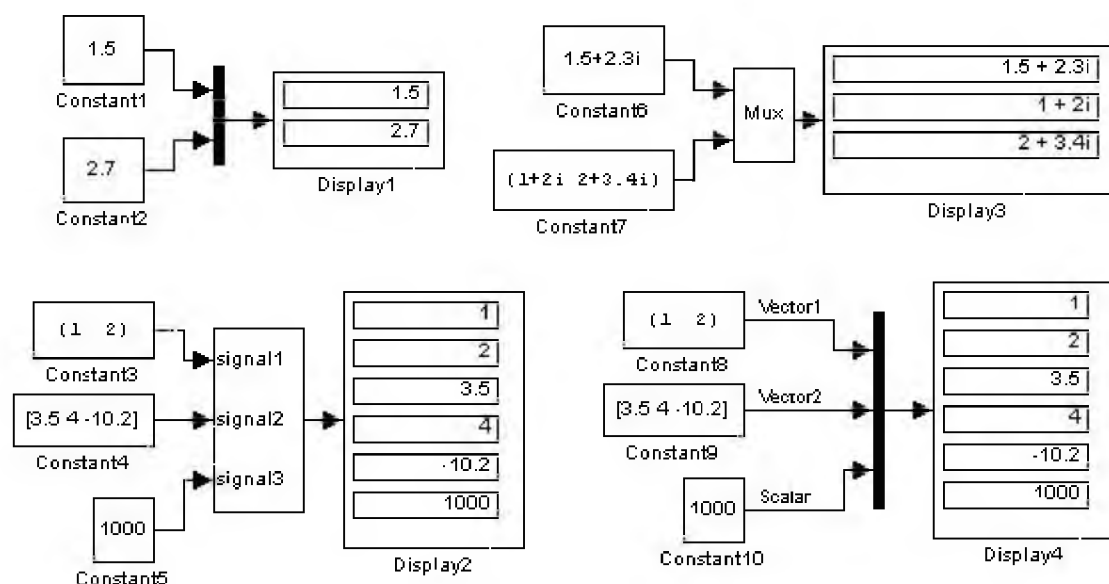 1.5
Constant1
2.7
Constant2
1.5
2.7
Display1
1.5+2.3i
Constant6
(1+2i 2+3.4i)
Constant7
Mux
1.5 + 2.3i
1 + 2i
2 + 3.4i
Display3
(1 2)
Constant3
[3.5 4 -10.2]
Constant4
1000
Constant5
signal1
signal2
signal3
1
2
3.5
4
-10.2
1000
Display2
(1 2)
Constant8
[3.5 4 -10.2]
Constant9
1000
Constant10
Vector1
Vector2
Scalar
1
2
3.5
4
-10.2
1000
Display4